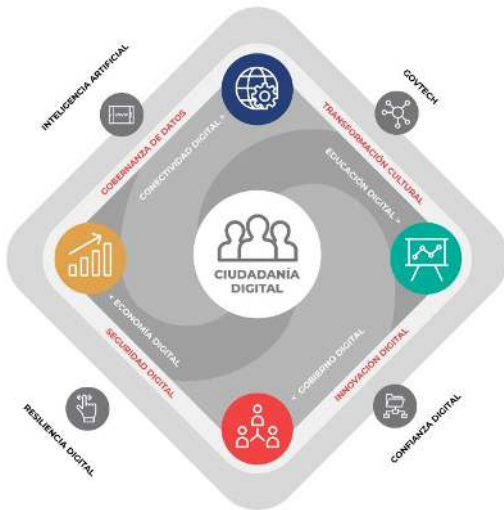 INTELIGENCIA ARTIFICIAL
GOVTECH
GOBERNANZA DE DATOS
TRANSFORMACIÓN CULTURAL
CONECTIVIDAD DIGITAL >
EDUCACIÓN DIGITAL >
CIUDADANÍA
DIGITAL
< ECONOMÍA DIGITAL
< GOBIERNO DIGITAL
SEGURIDAD DIGITAL
INNOVACIÓN DIGITAL
RESILIENCIA DIGITAL
CONFIANZA DIGITAL